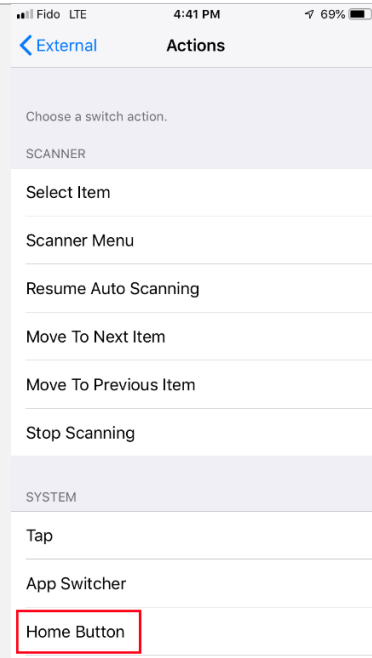 Fido LTE 4:41 PM 69%
External Actions
Choose a switch action.
SCANNER
Select Item
Scanner Menu
Resume Auto Scanning
Move To Next Item
Move To Previous Item
Stop Scanning
SYSTEM
Tap
App Switcher
Home Button